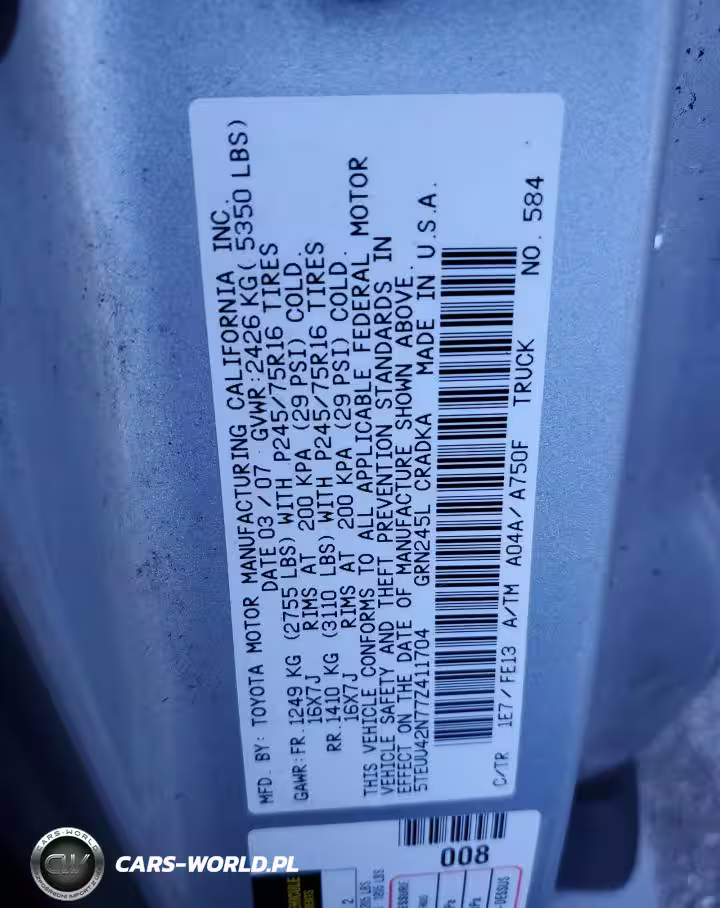 MFD. BY: TOYOTA MOTOR MANUFACTURING CALIFORNIA INC.
DATE 03/07 GVWR:2426 KG( 5350 LBS)
GAWR:FR.1249 KG (2755 LBS) WITH P245/75R16 TIRES
16X7J RIMS AT 200 KPA (29 PSI) COLD.
RR.1410 KG (3110 LBS) WITH P245/75R16 TIRES
16X7J RIMS AT 200 KPA (29 PSI) COLD.
THIS VEHICLE CONFORMS TO ALL APPLICABLE FEDERAL MOTOR
VEHICLE SAFETY AND THEFT PREVENTION STANDARDS IN
EFFECT ON THE DATE OF MANUFACTURE SHOWN ABOVE.
5TEUU42N77Z411704 GRN245L CRADKA MADE IN U.S.A.
C/TR 1E7/FE13 A/TM A04A/A750F TRUCK NO. 584
008
CARS-WORLD
CW
CARS-WORLD.PL